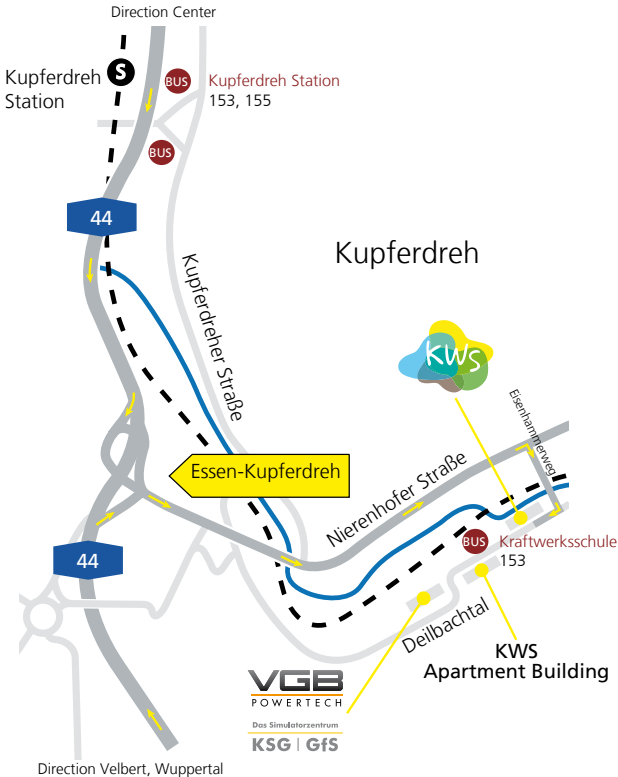 Direction Center
Kupferdreh
Station
S
BUS
Kupferdreh Station
153, 155
BUS
44
Kupferdreh
Kupferdreher Straße
KWS
Eisenhammerweg
Essen-Kupferdreh
Nierenhofer Straße
BUS
Kraftwerksschule
153
44
Deilbachtal
KWS
Apartment Building
VGB
POWERTECH
Das Simulatorzentrum
KSG | GfS
Direction Velbert, Wuppertal